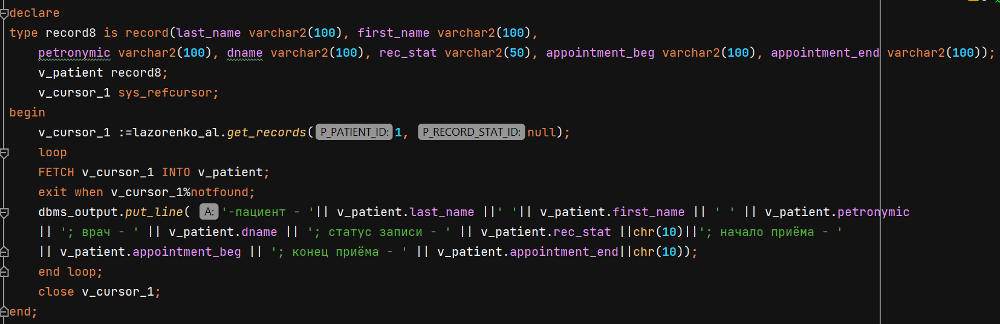 declare
type record8 is record(last_name varchar2(100), first_name varchar2(100),
    petronymic varchar2(100), dname varchar2(100), rec_stat varchar2(50), appointment_beg varchar2(100), appointment_end varchar2(100));
    v_patient record8;
    v_cursor_1 sys_refcursor;
begin
    v_cursor_1 :=lazorenko_al.get_records( P_PATIENT_ID: 1, P_RECORD_STAT_ID: null);
    loop
    FETCH v_cursor_1 INTO v_patient;
    exit when v_cursor_1%notfound;
    dbms_output.put_line( A: '-пациент - '|| v_patient.last_name ||' '|| v_patient.first_name || ' ' || v_patient.petronymic
    || '; врач - ' || v_patient.dname || '; статус записи - ' || v_patient.rec_stat ||chr(10)||'; начало приёма - '
    || v_patient.appointment_beg || '; конец приёма - ' || v_patient.appointment_end||chr(10));
    end loop;
    close v_cursor_1;
end;